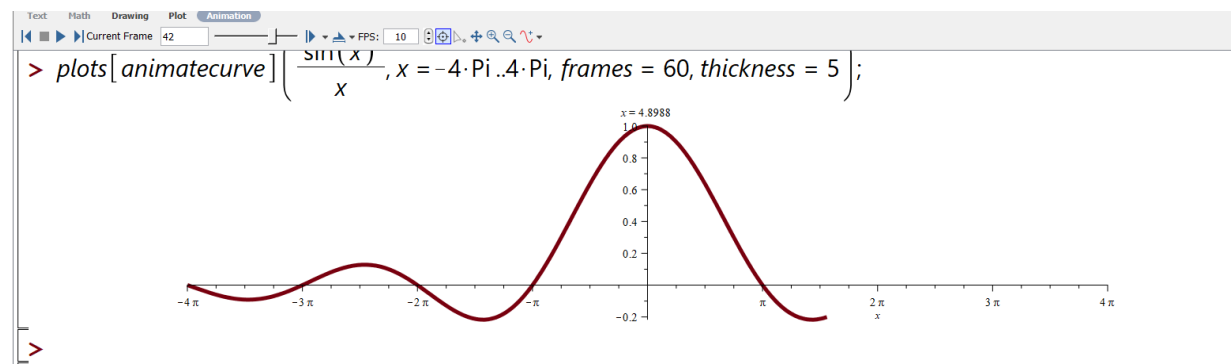 Text Math Drawing Plot Animation
Current Frame 42 FPS: 10
> plots[animatecurve](sin(x)/x, x = −4·Pi ..4·Pi, frames = 60, thickness = 5);
x = 4.8988
1.0
0.8
0.6
0.4
0.2
−4 π −3 π −2 π −π π 2 π 3 π 4 π
x
−0.2
>